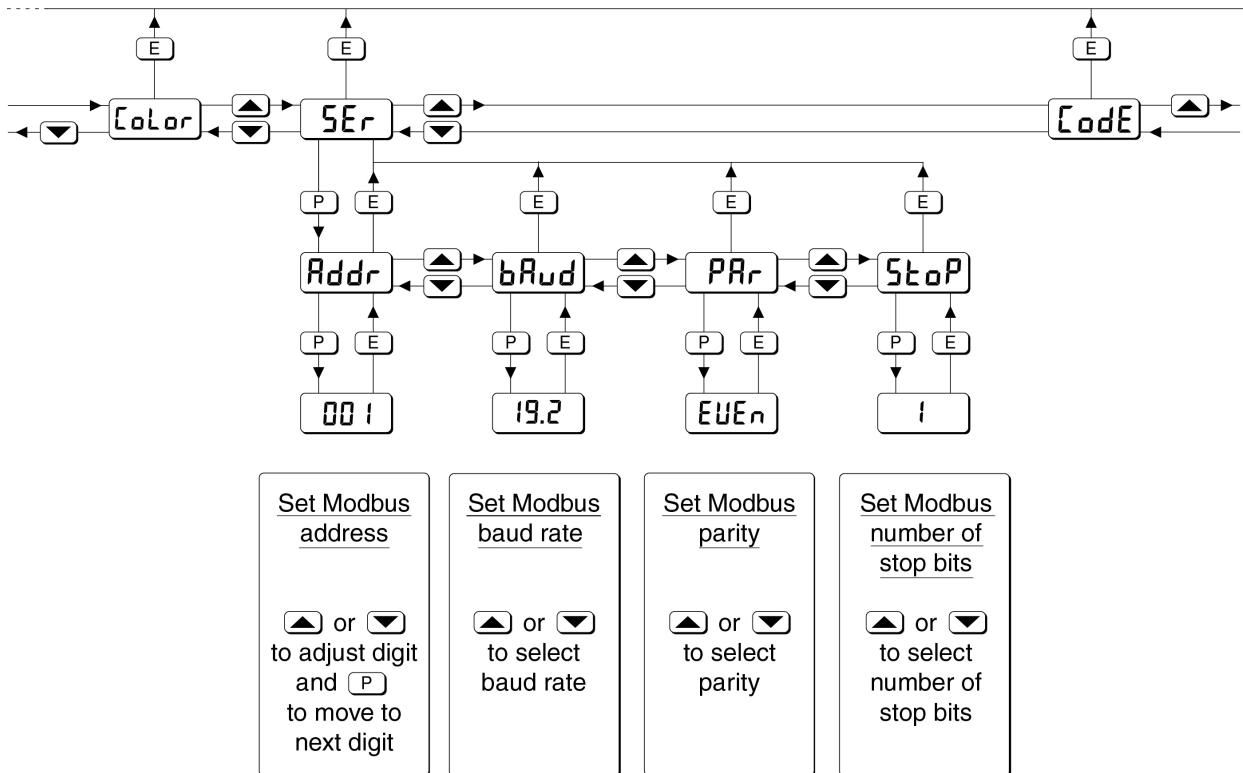 E E E
CoLor SEr CodE
P E E E E
Addr bAud PAr StoP
P E P E P E P E
001 19.2 EUEn 1
Set Modbus
address
or
to adjust digit
and P
to move to
next digit
Set Modbus
baud rate
or
to select
baud rate
Set Modbus
parity
or
to select
parity
Set Modbus
number of
stop bits
or
to select
number of
stop bits